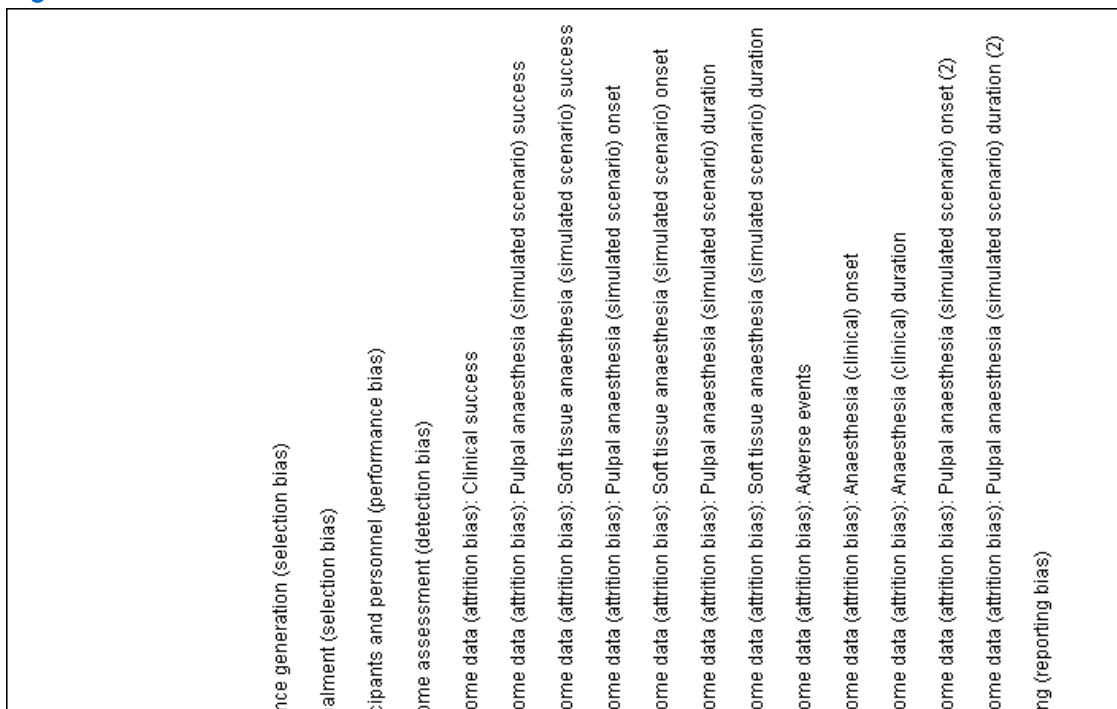 nce generation (selection bias)
alment (selection bias)
cipants and personnel (performance bias)
ome assessment (detection bias)
ome data (attrition bias): Clinical success
ome data (attrition bias): Pulpal anaesthesia (simulated scenario) success
ome data (attrition bias): Soft tissue anaesthesia (simulated scenario) success
ome data (attrition bias): Pulpal anaesthesia (simulated scenario) onset
ome data (attrition bias): Soft tissue anaesthesia (simulated scenario) onset
ome data (attrition bias): Pulpal anaesthesia (simulated scenario) duration
ome data (attrition bias): Soft tissue anaesthesia (simulated scenario) duration
ome data (attrition bias): Adverse events
ome data (attrition bias): Anaesthesia (clinical) onset
ome data (attrition bias): Anaesthesia (clinical) duration
ome data (attrition bias): Pulpal anaesthesia (simulated scenario) onset (2)
ome data (attrition bias): Pulpal anaesthesia (simulated scenario) duration (2)
ng (reporting bias)